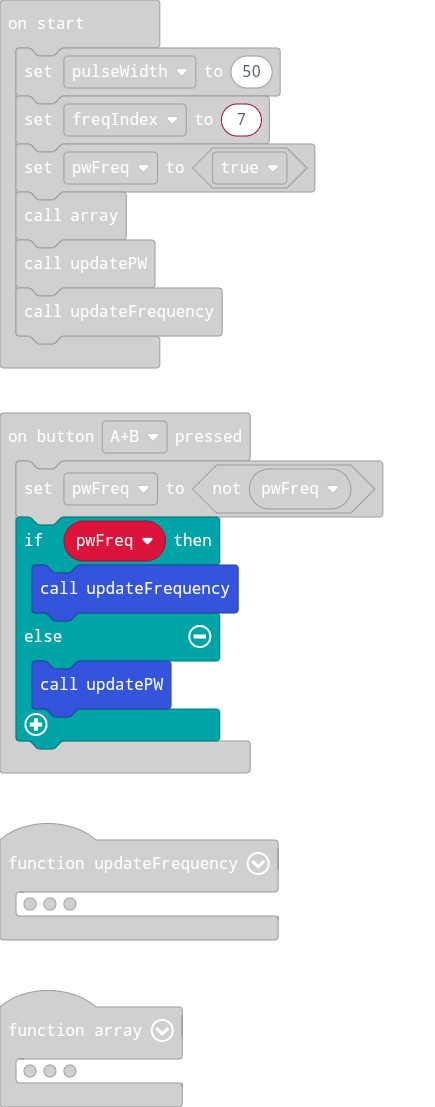 on start
set pulseWidth to 50
set freqIndex to 7
set pwFreq to true
call array
call updatePW
call updateFrequency
on button A+B pressed
set pwFreq to not pwFreq
if pwFreq then
call updateFrequency
else
call updatePW
function updateFrequency
function array